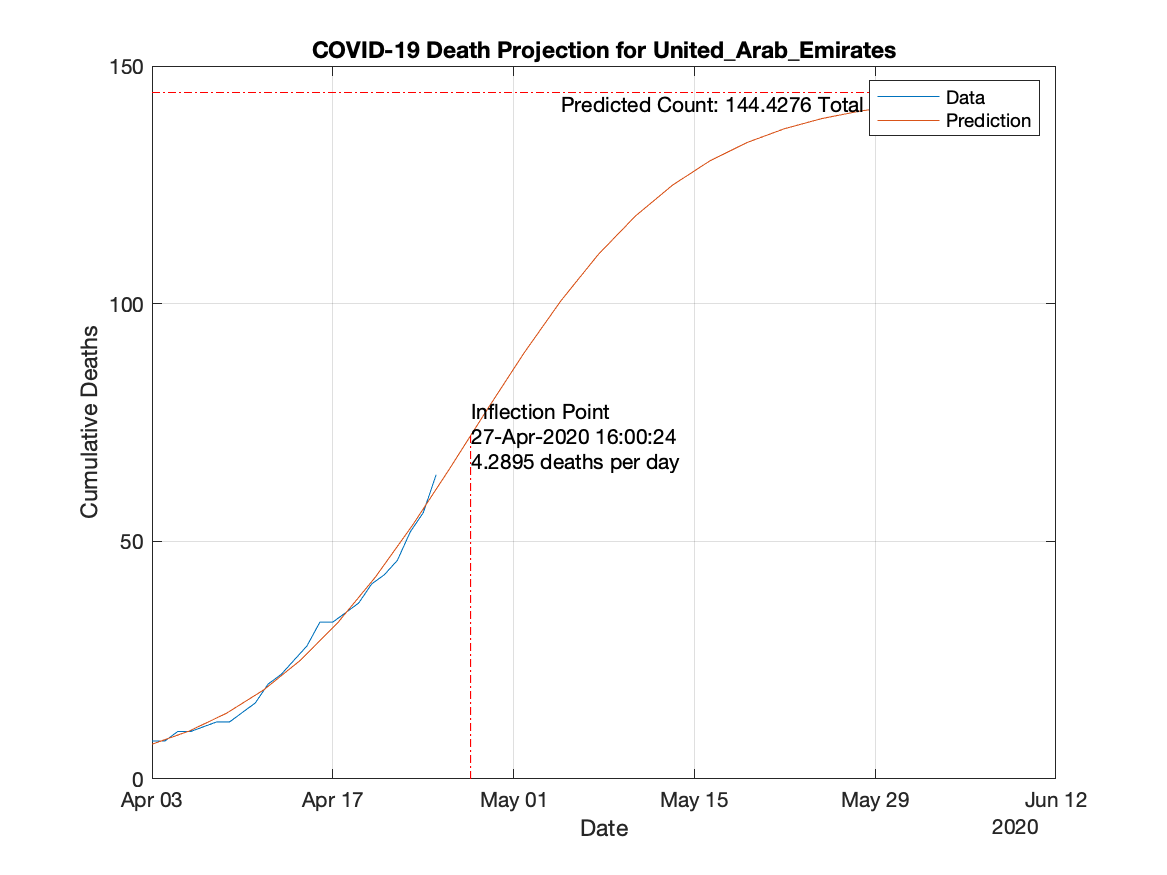 COVID-19 Death Projection for United_Arab_Emirates
150
Predicted Count: 144.4276 Total
Data
Prediction
100
Cumulative Deaths
Inflection Point
27-Apr-2020 16:00:24
4.2895 deaths per day
50
0
Apr 03
Apr 17
May 01
May 15
May 29
Jun 12
Date
2020